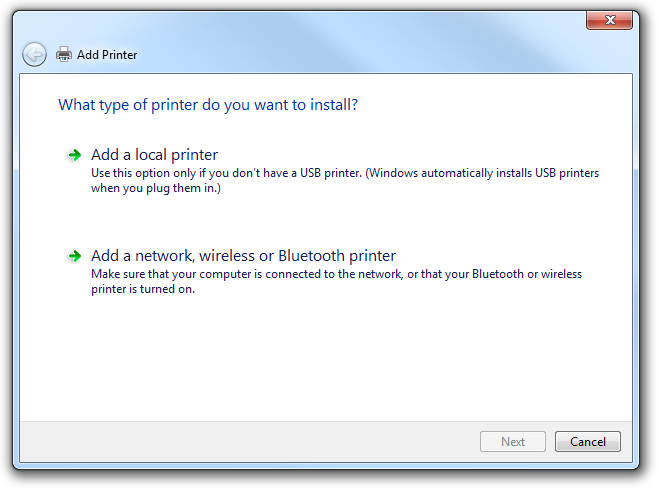 Add Printer
What type of printer do you want to install?
Add a local printer
Use this option only if you don't have a USB printer. (Windows automatically installs USB printers
when you plug them in.)
Add a network, wireless or Bluetooth printer
Make sure that your computer is connected to the network, or that your Bluetooth or wireless
printer is turned on.
Next
Cancel